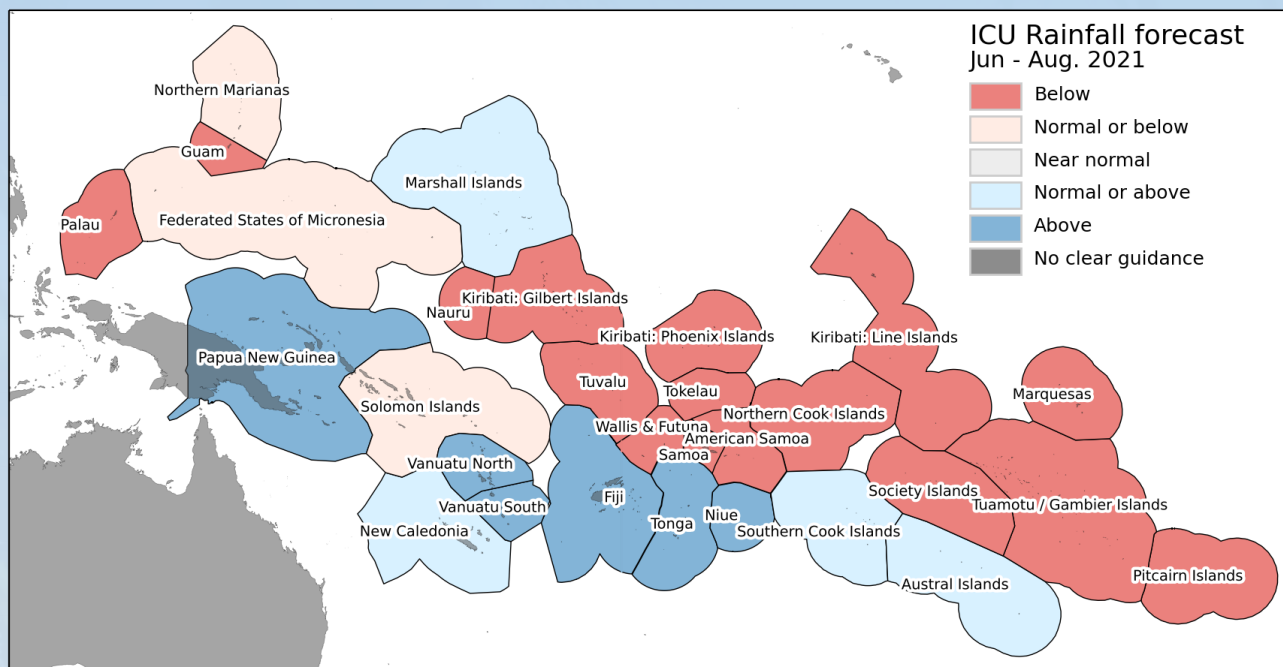 ICU Rainfall forecast
Jun - Aug. 2021
Below
Normal or below
Near normal
Normal or above
Above
No clear guidance
Northern Marianas
Guam
Marshall Islands
Palau
Federated States of Micronesia
Nauru
Kiribati: Gilbert Islands
Kiribati: Phoenix Islands
Kiribati: Line Islands
Papua New Guinea
Tuvalu
Tokelau
Marquesas
Solomon Islands
Northern Cook Islands
Wallis & Futuna
American Samoa
Samoa
Vanuatu North
Society Islands
Fiji
Vanuatu South
Tuamotu / Gambier Islands
Niue
Tonga
New Caledonia
Southern Cook Islands
Pitcairn Islands
Austral Islands